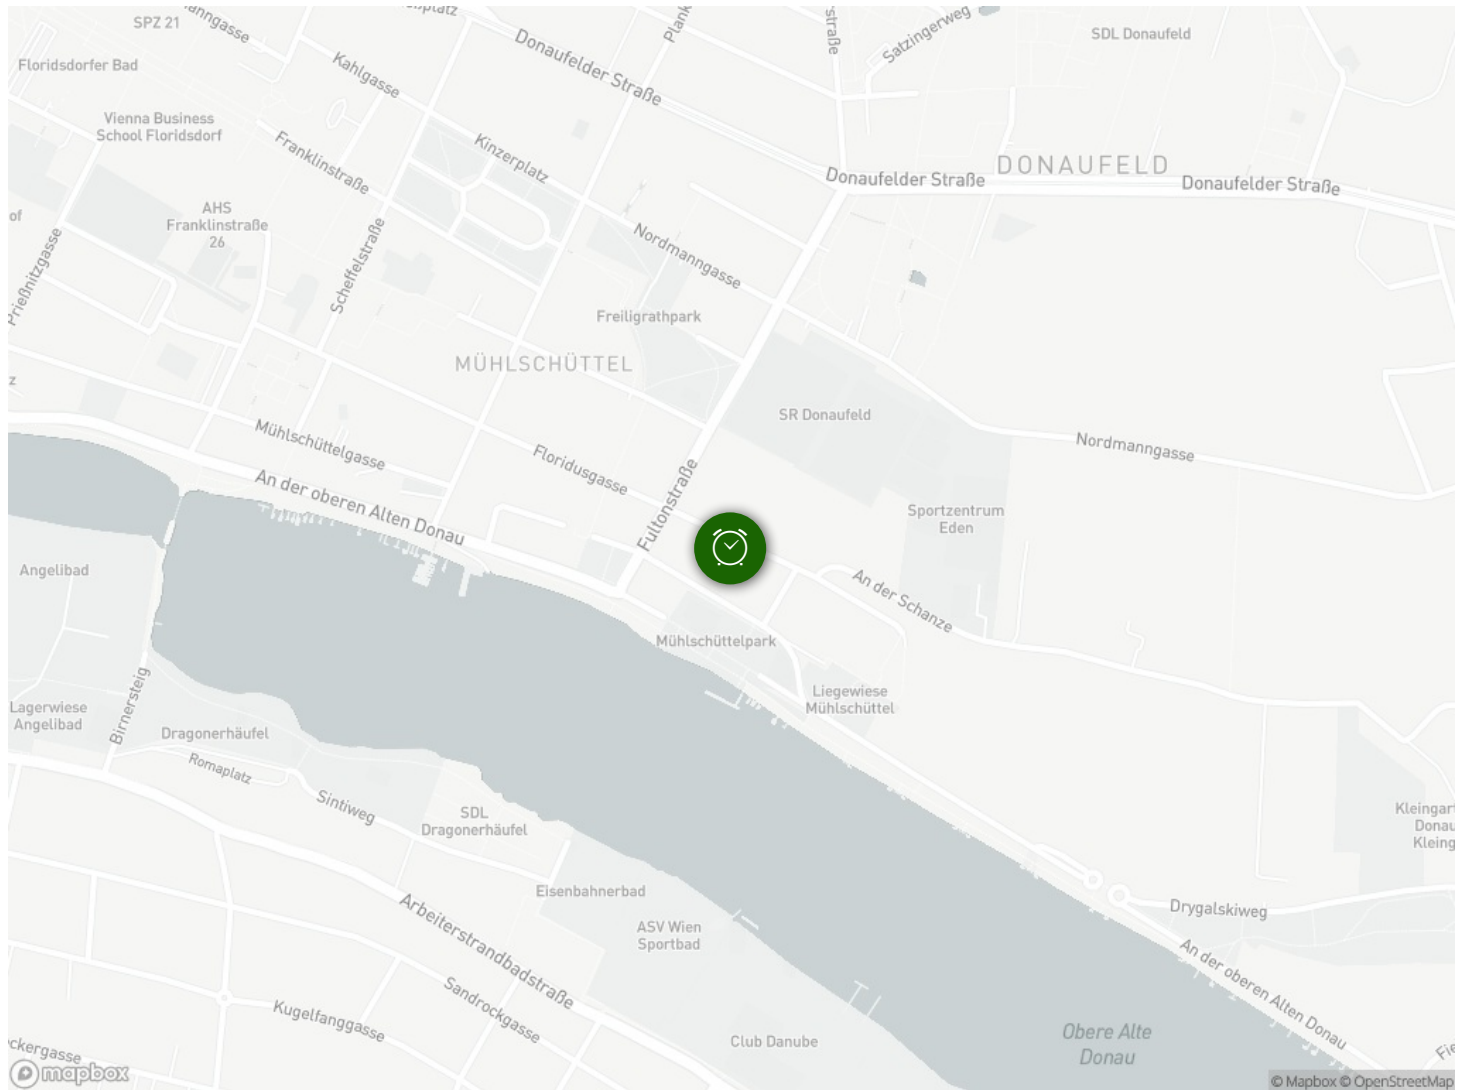 SPZ 21
Floridsdorfer Bad
Kahlgasse
Donaufelder Straße
Satzingerweg
SDL Donaufeld
Vienna Business
School Floridsdorf
Franklinstraße
Kinzerplatz
Donaufelder Straße
DONAUFELD
Donaufelder Straße
AHS
Franklinstraße
26
Prießnitzgasse
Scheffelstraße
Nordmanngasse
Freiligrathpark
MÜHLSCHÜTTEL
SR Donaufeld
Mühlschüttelgasse
Floridusgasse
Nordmanngasse
An der oberen Alten Donau
Fultonstraße
Sportzentrum
Eden
Angelibad
An der Schanze
Mühlschüttelpark
Liegewiese
Mühlschüttel
Lagerwiese
Angelibad
Birnersteig
Dragonerhäufel
Romaplatz
Sintiweg
SDL
Dragonerhäufel
Kleingar
Donau
Kleing
Eisenbahnerbad
Arbeiterstrandbadstraße
ASV Wien
Sportbad
Drygalskiweg
An der oberen Alten Donau
Sandrockgasse
Kugelfanggasse
Club Danube
Obere Alte
Donau
ckergasse
mapbox
© Mapbox © OpenStreetMap